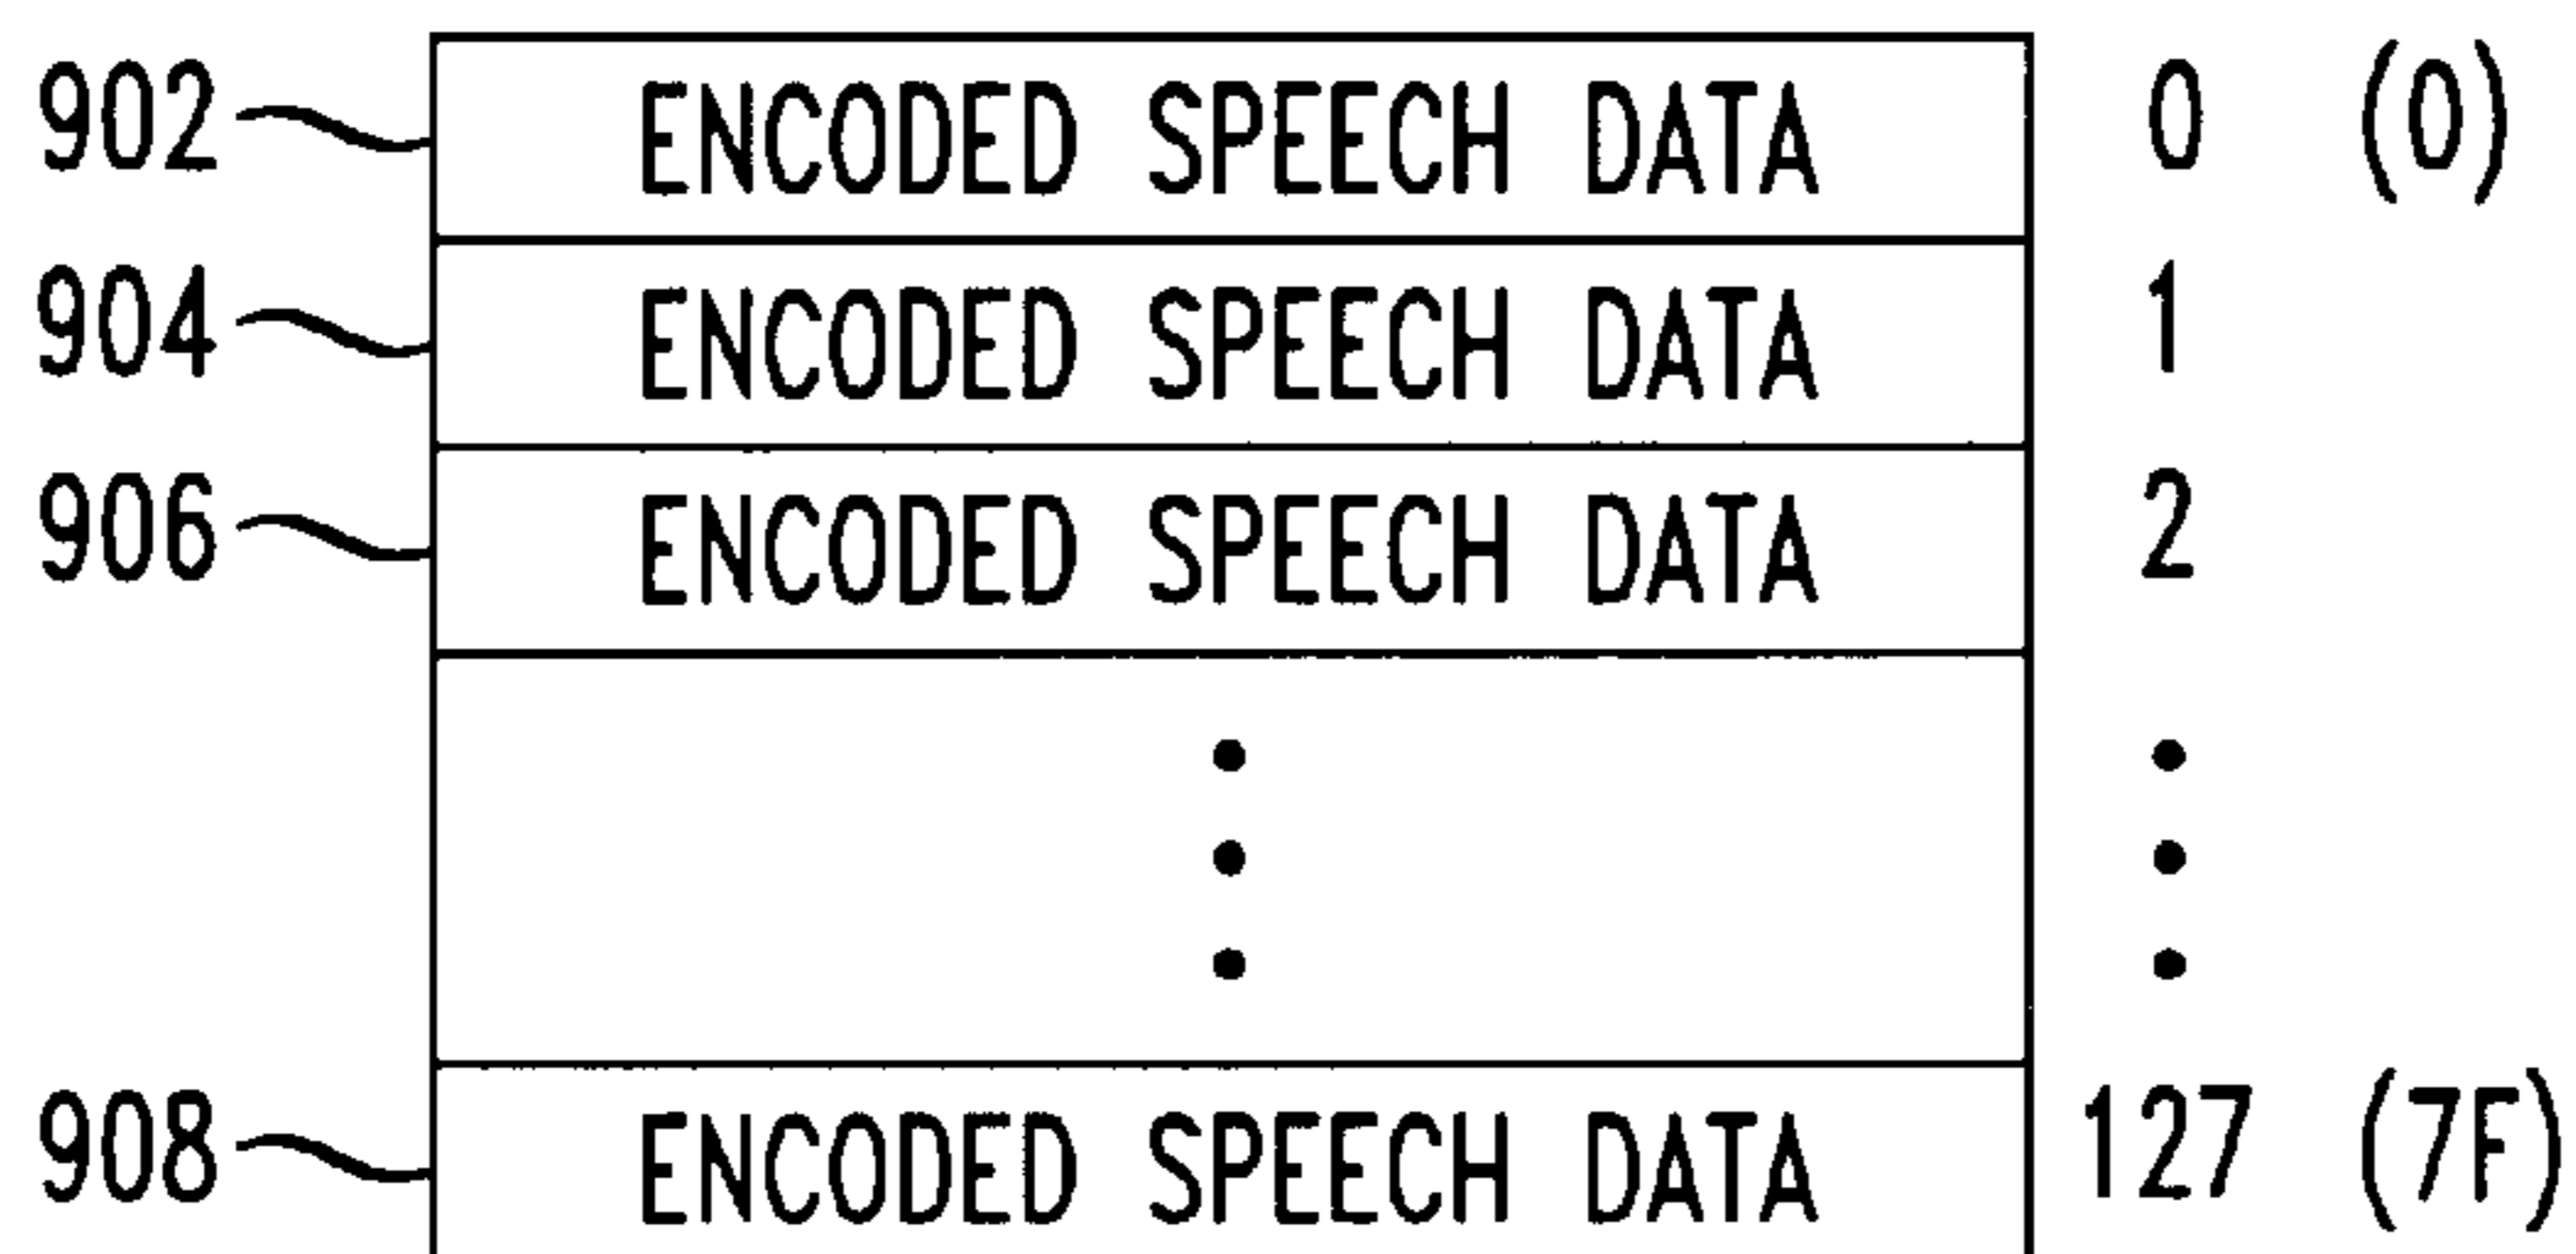 902 ENCODED SPEECH DATA 0 (0)
904 ENCODED SPEECH DATA 1
906 ENCODED SPEECH DATA 2
908 ENCODED SPEECH DATA 127 (7F)